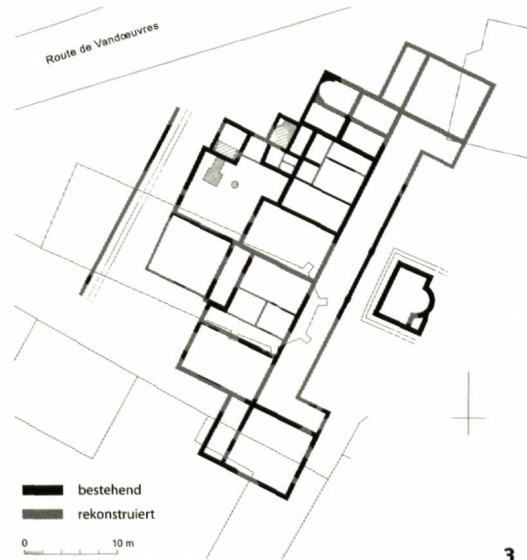 Route de Vandœuvres
bestehend
rekonstruiert
0 10 m
3